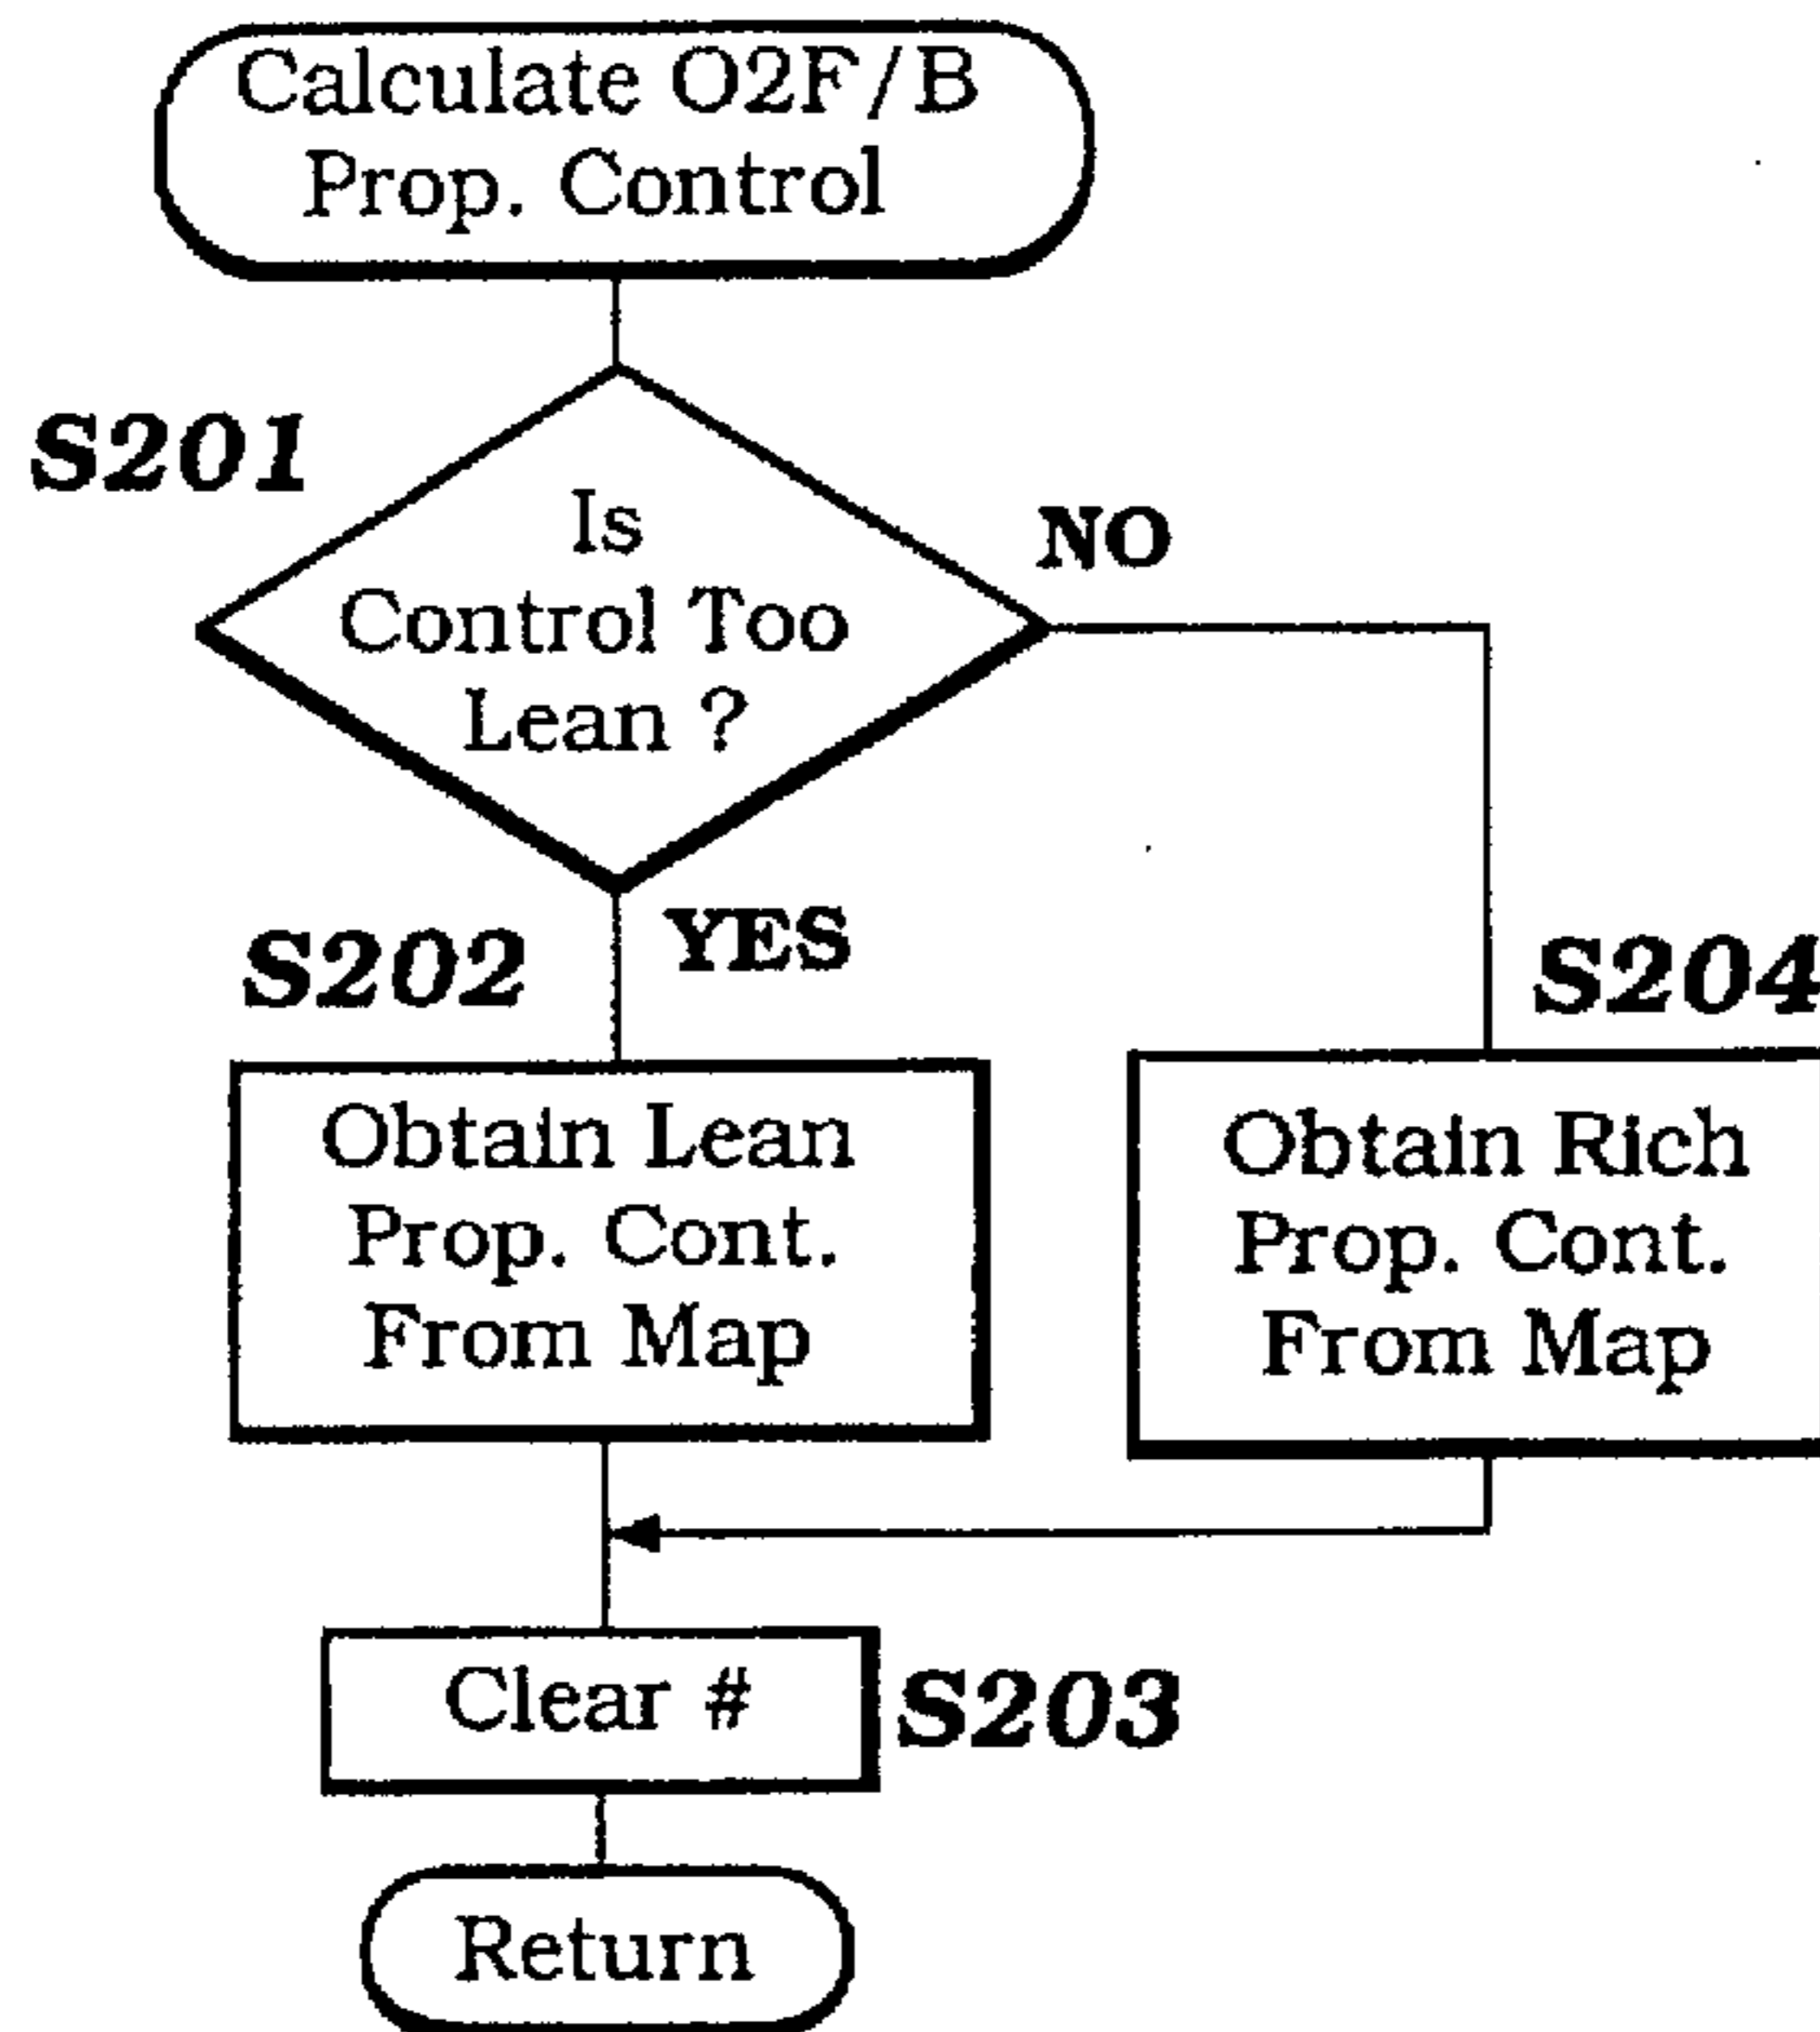 Calculate O2F/B
Prop. Control
S201
Is
Control Too
Lean ?
NO
YES
S202
Obtain Lean
Prop. Cont.
From Map
S204
Obtain Rich
Prop. Cont.
From Map
Clear #
S203
Return